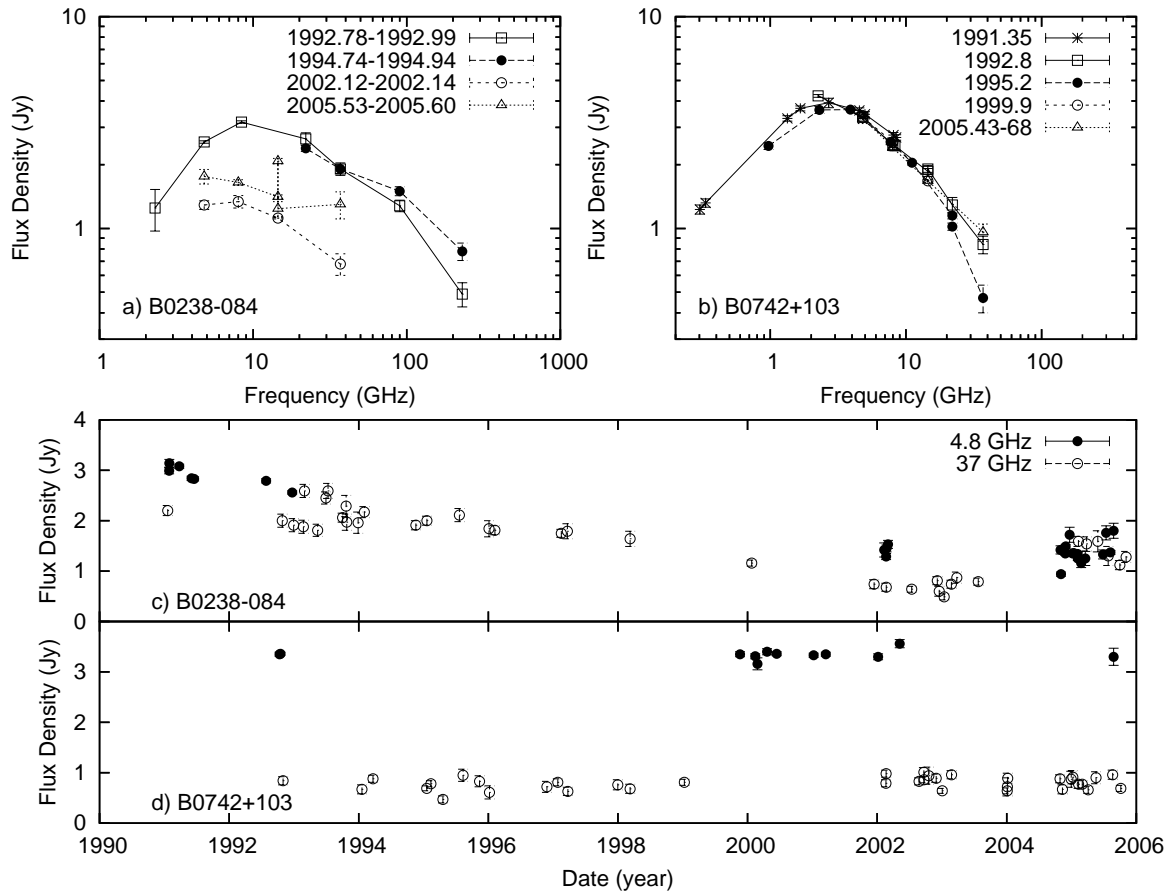 10
1
Flux Density (Jy)
1992.78-1992.99
1994.74-1994.94
2002.12-2002.14
2005.53-2005.60
a) B0238-084
1 10 100 1000
Frequency (GHz)
10
1
Flux Density (Jy)
1991.35
1992.8
1995.2
1999.9
2005.43-68
b) B0742+103
1 10 100
Frequency (GHz)
4
3
2
1
0
Flux Density (Jy)
4.8 GHz
37 GHz
c) B0238-084
3
2
1
0
Flux Density (Jy)
d) B0742+103
1990 1992 1994 1996 1998 2000 2002 2004 2006
Date (year)